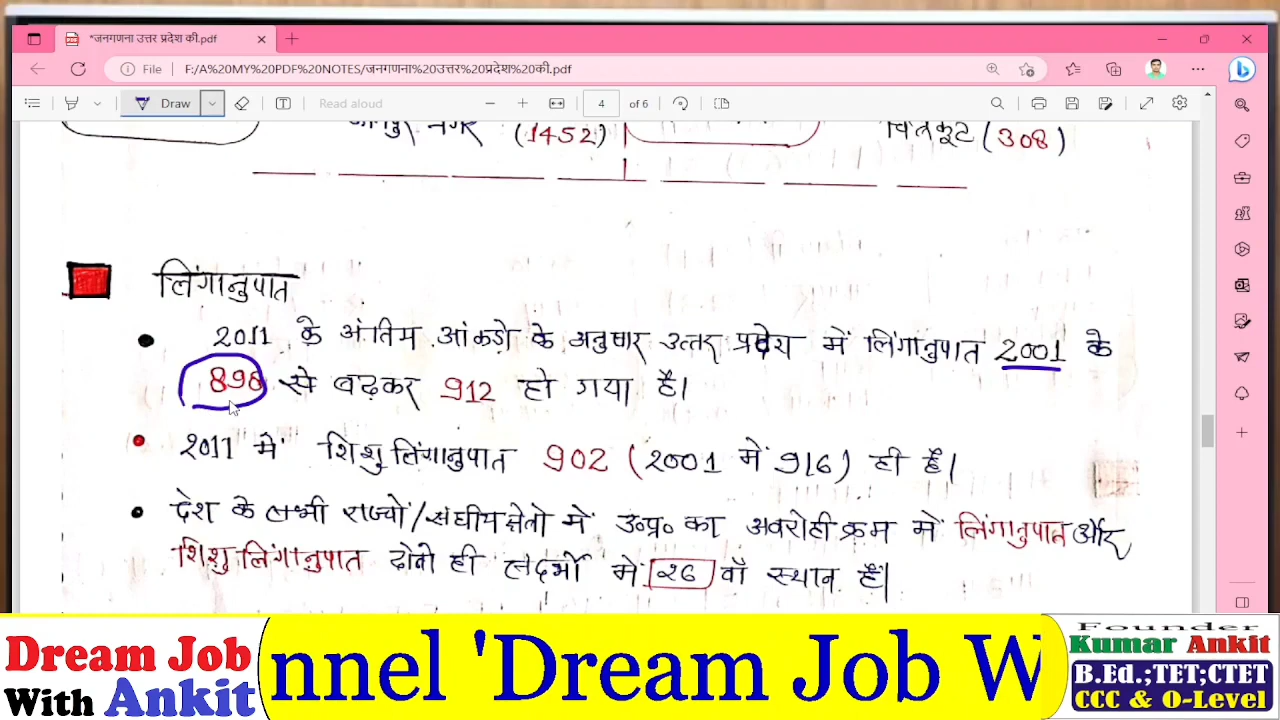 *जनगणना उत्तर प्रदेश की.pdf
File F:/A%20MY%20PDF%20NOTES/जनगणना%20उत्तर%20प्रदेश%20की.pdf
Draw Read aloud 4 of 6
नगर (1452) चित्रकूट (308)
लिंगानुपात
2011 के अंतिम आंकड़ो के अनुसार उत्तर प्रदेश में लिंगानुपात 2001 के
898 से बढ़कर 912 हो गया है।
2011 में शिशु लिंगानुपात 902 (2001 में 916) ही है।
देश के सभी राज्यों/संघीय क्षेत्रो में उ०प्र० का अवरोही क्रम में लिंगानुपात और
शिशु लिंगानुपात दोनो ही संदर्भो में २६ वाँ स्थान है।
Dream Job
With Ankit
nnel 'Dream Job W
Founder
Kumar Ankit
B.Ed.;TET;CTET
CCC & O-Level